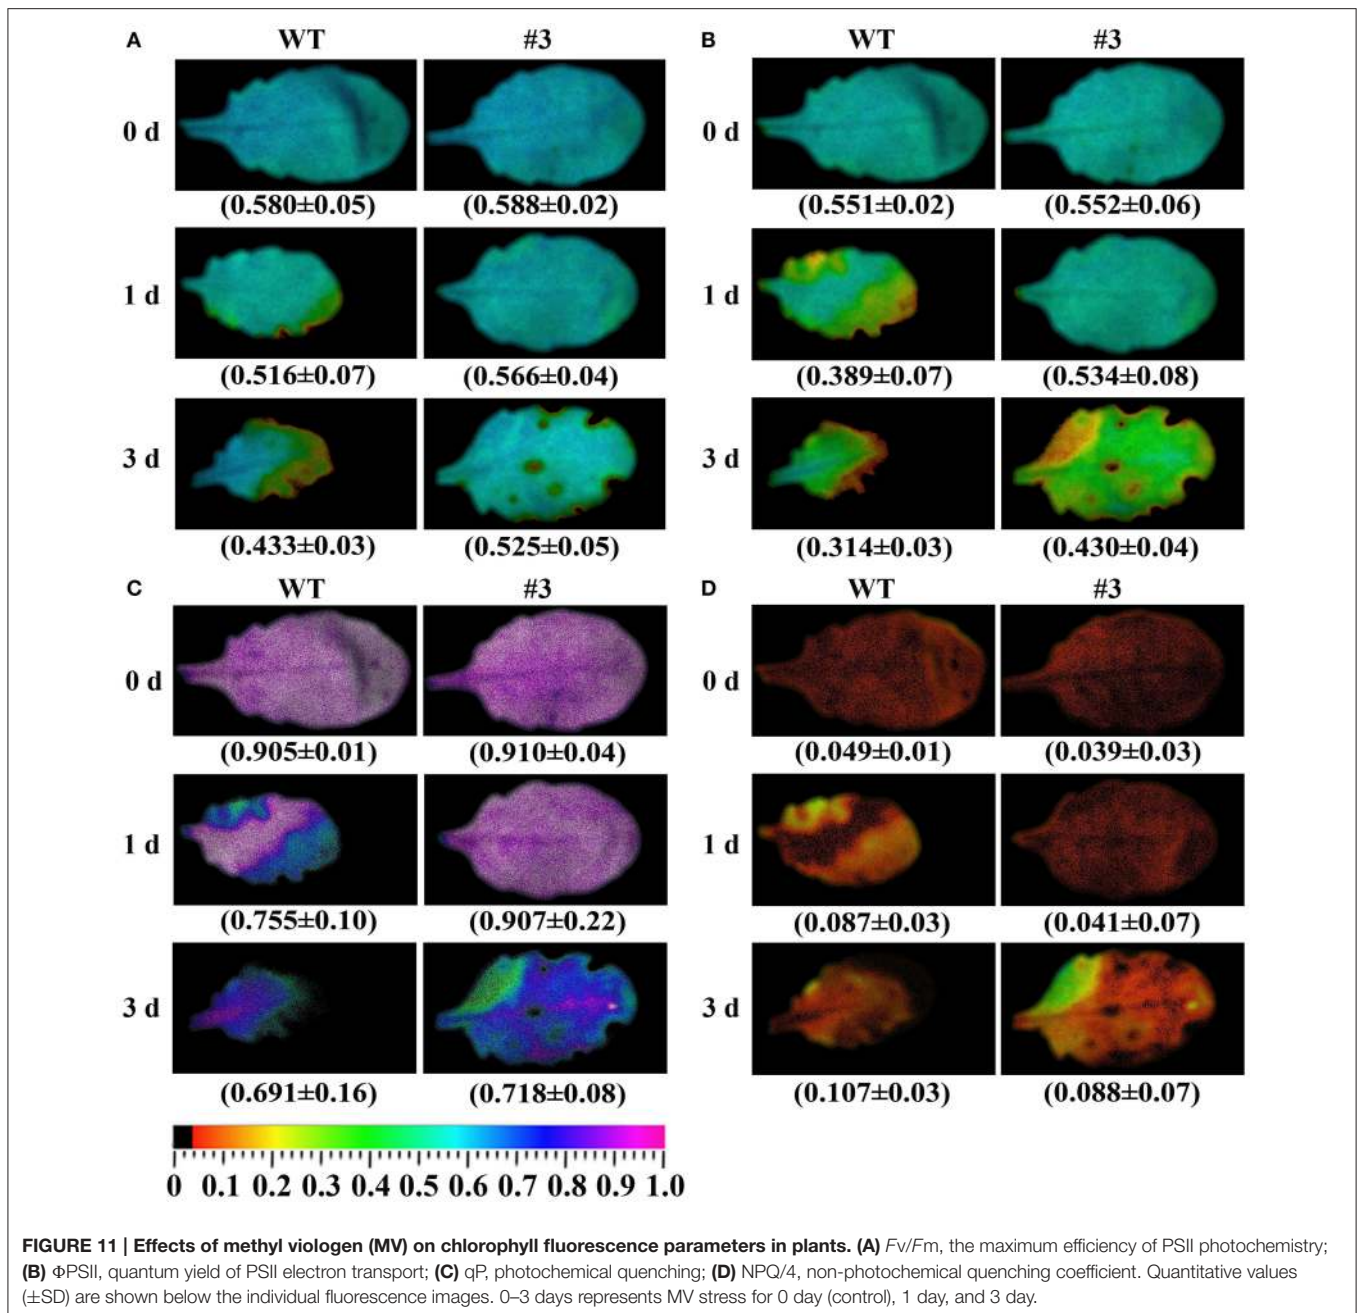 A WT #3 B WT #3
0 d 0 d
(0.580±0.05) (0.588±0.02) (0.551±0.02) (0.552±0.06)
1 d 1 d
(0.516±0.07) (0.566±0.04) (0.389±0.07) (0.534±0.08)
3 d 3 d
(0.433±0.03) (0.525±0.05) (0.314±0.03) (0.430±0.04)
C WT #3 D WT #3
0 d 0 d
(0.905±0.01) (0.910±0.04) (0.049±0.01) (0.039±0.03)
1 d 1 d
(0.755±0.10) (0.907±0.22) (0.087±0.03) (0.041±0.07)
3 d 3 d
(0.691±0.16) (0.718±0.08) (0.107±0.03) (0.088±0.07)
0 0.1 0.2 0.3 0.4 0.5 0.6 0.7 0.8 0.9 1.0
FIGURE 11 | Effects of methyl viologen (MV) on chlorophyll fluorescence parameters in plants. (A) Fv/Fm, the maximum efficiency of PSII photochemistry;
(B) ΦPSII, quantum yield of PSII electron transport; (C) qP, photochemical quenching; (D) NPQ/4, non-photochemical quenching coefficient. Quantitative values
(±SD) are shown below the individual fluorescence images. 0–3 days represents MV stress for 0 day (control), 1 day, and 3 day.